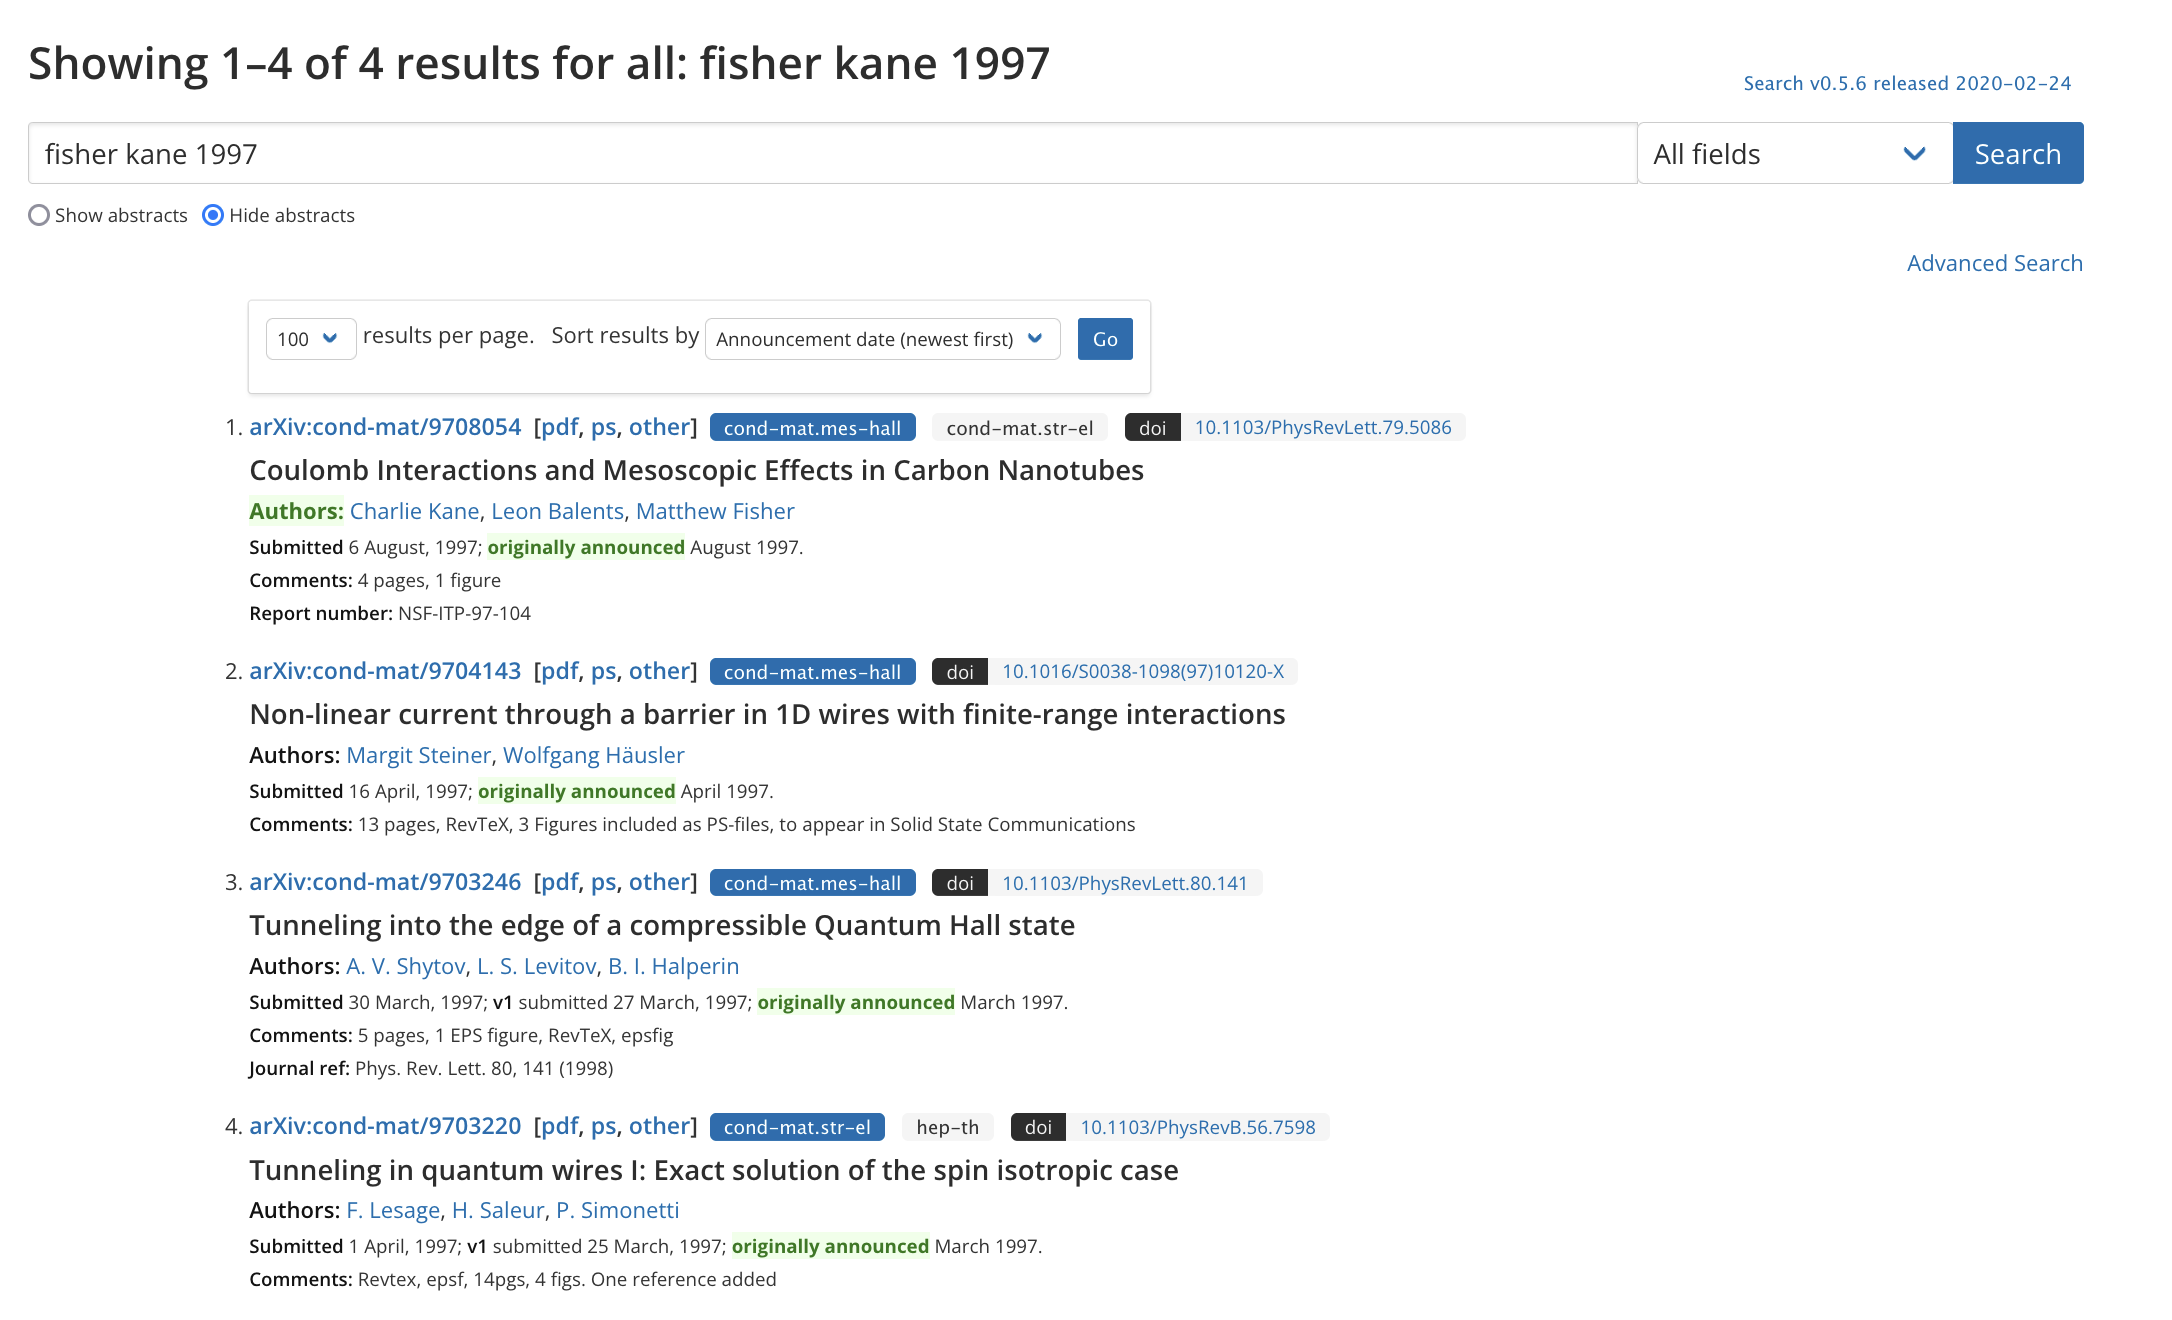 Showing 1–4 of 4 results for all: fisher kane 1997
Search v0.5.6 released 2020-02-24
fisher kane 1997
All fields
Search
Show abstracts
Hide abstracts
Advanced Search
100 results per page. Sort results by Announcement date (newest first) Go
1. arXiv:cond-mat/9708054 [pdf, ps, other] cond-mat.mes-hall cond-mat.str-el doi 10.1103/PhysRevLett.79.5086
Coulomb Interactions and Mesoscopic Effects in Carbon Nanotubes
Authors: Charlie Kane, Leon Balents, Matthew Fisher
Submitted 6 August, 1997; originally announced August 1997.
Comments: 4 pages, 1 figure
Report number: NSF-ITP-97-104
2. arXiv:cond-mat/9704143 [pdf, ps, other] cond-mat.mes-hall doi 10.1016/S0038-1098(97)10120-X
Non-linear current through a barrier in 1D wires with finite-range interactions
Authors: Margit Steiner, Wolfgang Häusler
Submitted 16 April, 1997; originally announced April 1997.
Comments: 13 pages, RevTeX, 3 Figures included as PS-files, to appear in Solid State Communications
3. arXiv:cond-mat/9703246 [pdf, ps, other] cond-mat.mes-hall doi 10.1103/PhysRevLett.80.141
Tunneling into the edge of a compressible Quantum Hall state
Authors: A. V. Shytov, L. S. Levitov, B. I. Halperin
Submitted 30 March, 1997; v1 submitted 27 March, 1997; originally announced March 1997.
Comments: 5 pages, 1 EPS figure, RevTeX, epsfig
Journal ref: Phys. Rev. Lett. 80, 141 (1998)
4. arXiv:cond-mat/9703220 [pdf, ps, other] cond-mat.str-el hep-th doi 10.1103/PhysRevB.56.7598
Tunneling in quantum wires I: Exact solution of the spin isotropic case
Authors: F. Lesage, H. Saleur, P. Simonetti
Submitted 1 April, 1997; v1 submitted 25 March, 1997; originally announced March 1997.
Comments: Revtex, epsf, 14pgs, 4 figs. One reference added